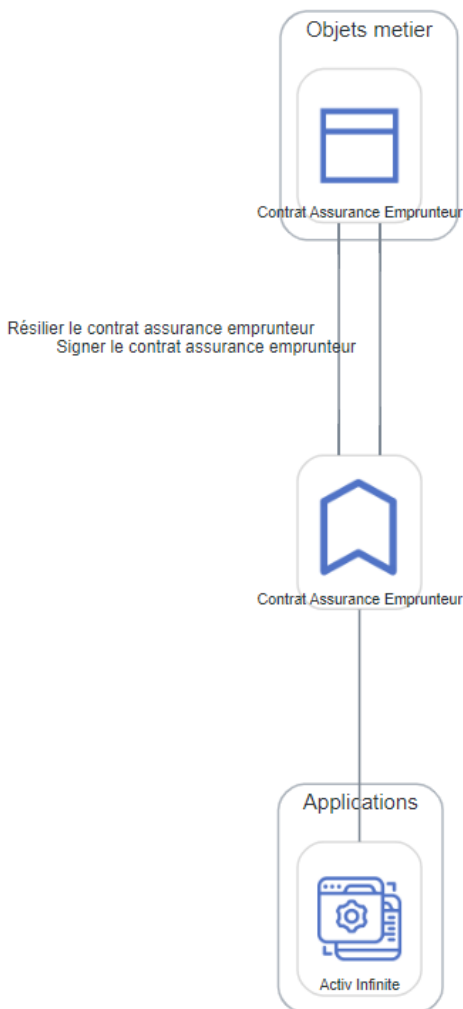 Objets metier
Contrat Assurance Emprunteur
Résilier le contrat assurance emprunteur
Signer le contrat assurance emprunteur
Contrat Assurance Emprunteur
Applications
Activ Infinite